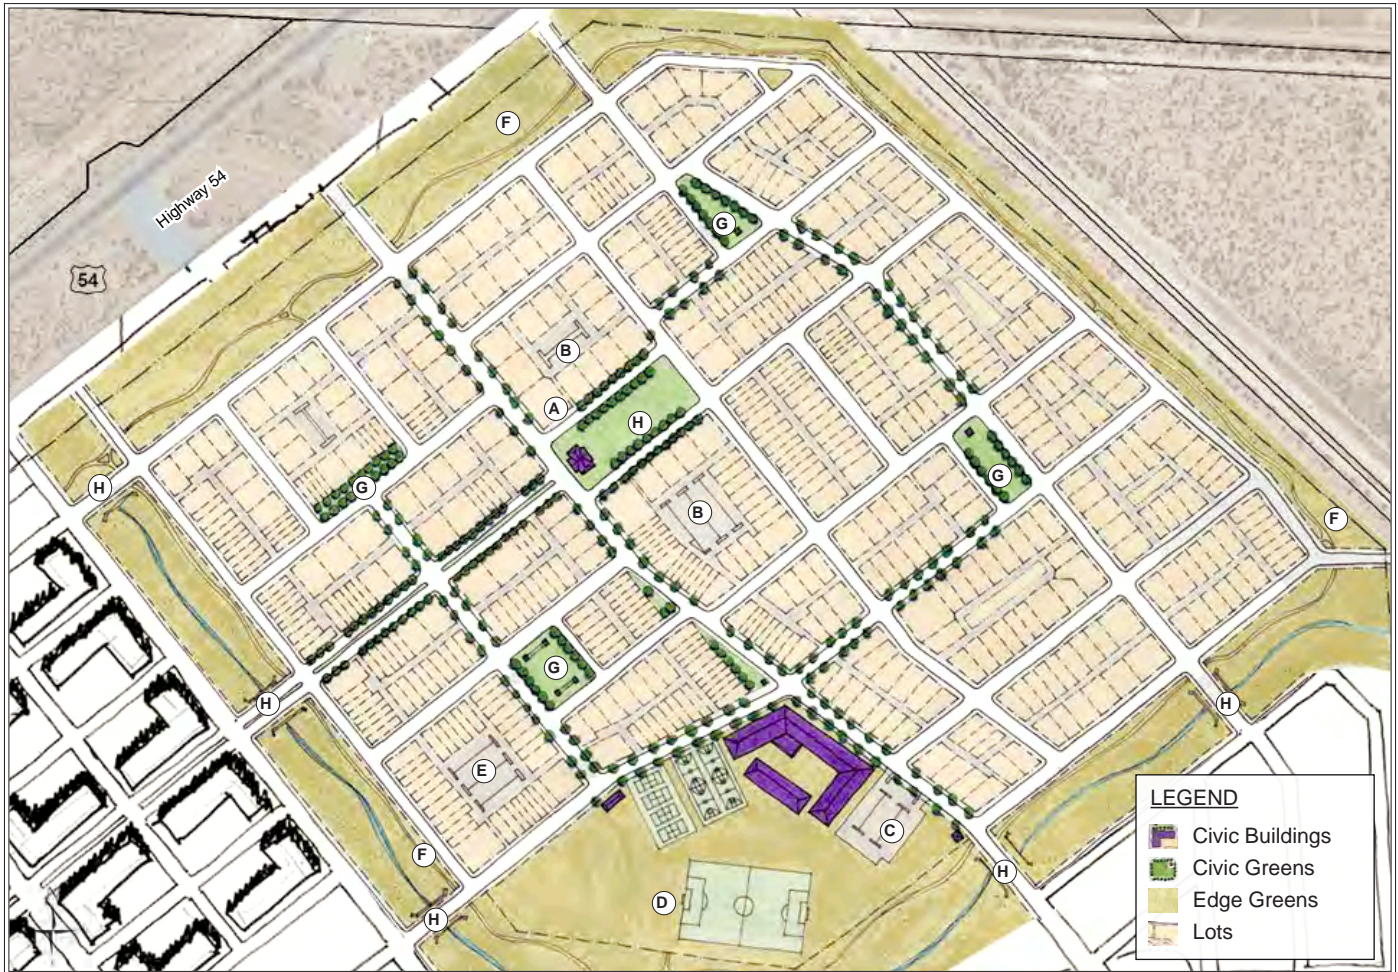 F
G
Highway 54
54
B
A
H
G
G
H
B
F
G
H
H
E
C
F
D
H
H
LEGEND
Civic Buildings
Civic Greens
Edge Greens
Lots